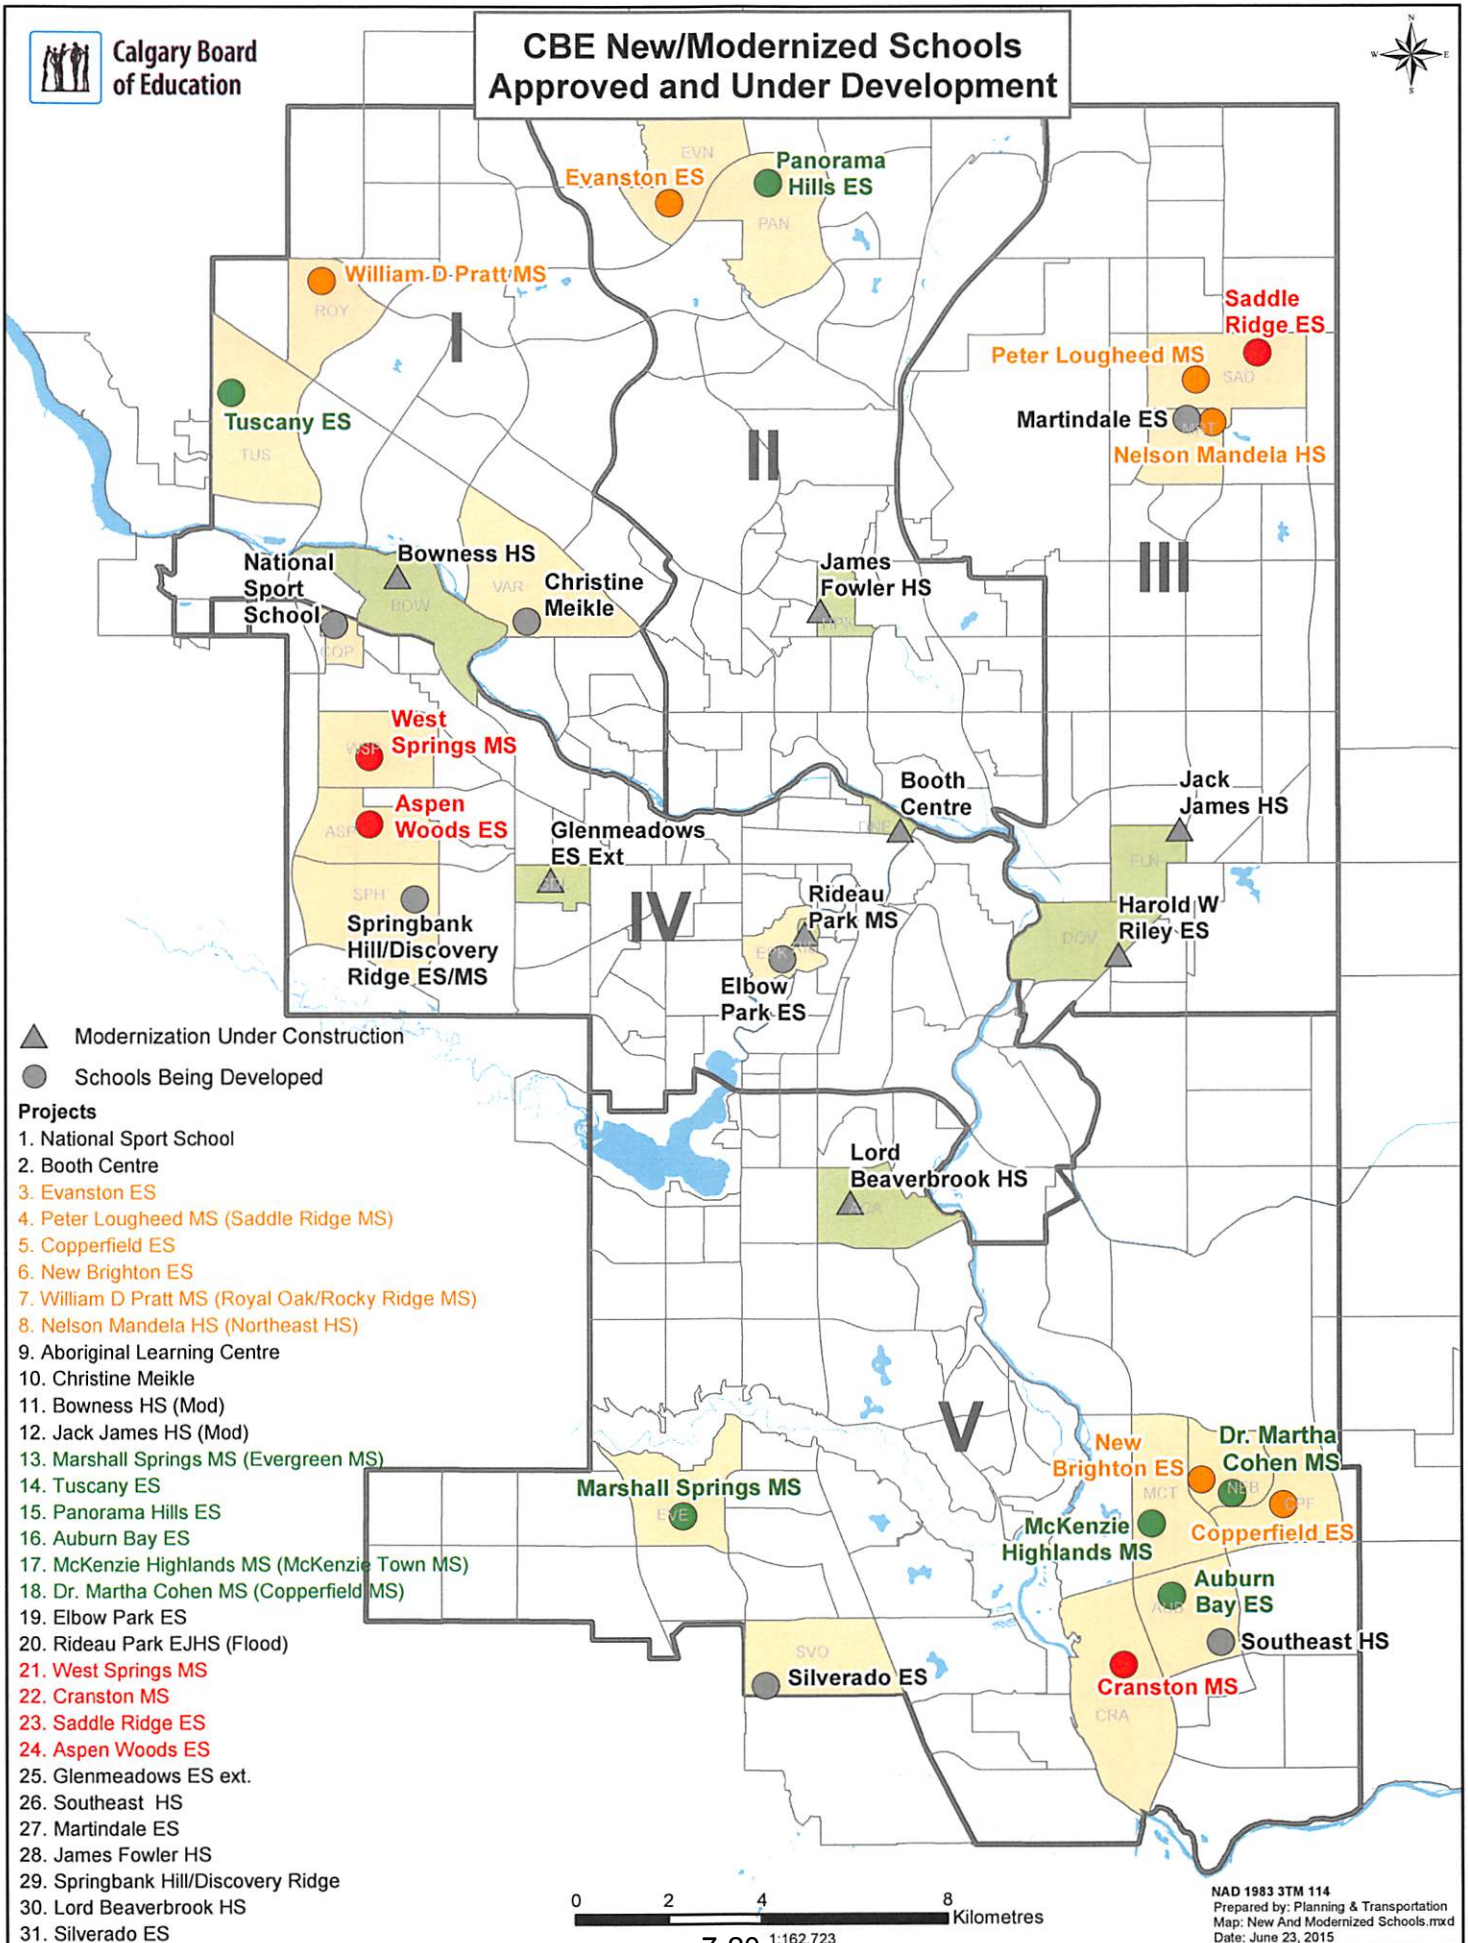 Calgary Board
of Education
CBE New/Modernized Schools
Approved and Under Development
N
W
E
S
EVN
Evanston ES
Panorama
Hills ES
PAN
William D Pratt MS
ROY
I
Saddle
Ridge ES
Peter Lougheed MS
SAD
Tuscany ES
TUS
Martindale ES
MRT
II
Nelson Mandela HS
National
Sport
School
Bowness HS
BOW
VAR
Christine
Meikle
James
Fowler HS
HPK
III
COP
West
Springs MS
WSP
Aspen
Woods ES
ASP
Booth
Centre
DNE
Jack
James HS
Glenmeadows
ES Ext
FLN
SPH
IV
Rideau
Park MS
Harold W
Riley ES
DOV
Springbank
Hill/Discovery
Ridge ES/MS
Elbow
Park ES
Modernization Under Construction
Schools Being Developed
Projects
1. National Sport School
2. Booth Centre
3. Evanston ES
4. Peter Lougheed MS (Saddle Ridge MS)
5. Copperfield ES
6. New Brighton ES
7. William D Pratt MS (Royal Oak/Rocky Ridge MS)
8. Nelson Mandela HS (Northeast HS)
9. Aboriginal Learning Centre
10. Christine Meikle
11. Bowness HS (Mod)
12. Jack James HS (Mod)
13. Marshall Springs MS (Evergreen MS)
14. Tuscany ES
15. Panorama Hills ES
16. Auburn Bay ES
17. McKenzie Highlands MS (McKenzie Town MS)
18. Dr. Martha Cohen MS (Copperfield MS)
19. Elbow Park ES
20. Rideau Park EJHS (Flood)
21. West Springs MS
22. Cranston MS
23. Saddle Ridge ES
24. Aspen Woods ES
25. Glenmeadows ES ext.
26. Southeast HS
27. Martindale ES
28. James Fowler HS
29. Springbank Hill/Discovery Ridge
30. Lord Beaverbrook HS
31. Silverado ES
Lord
Beaverbrook HS
V
Marshall Springs MS
EVE
New
Brighton ES
MCT
Dr. Martha
Cohen MS
NEB
CPF
Copperfield ES
McKenzie
Highlands MS
Auburn
Bay ES
AUB
Southeast HS
SVO
Silverado ES
Cranston MS
CRA
0 2 4 8
Kilometres
7-20 1:162,723
NAD 1983 3TM 114
Prepared by: Planning & Transportation
Map: New And Modernized Schools.mxd
Date: June 23, 2015